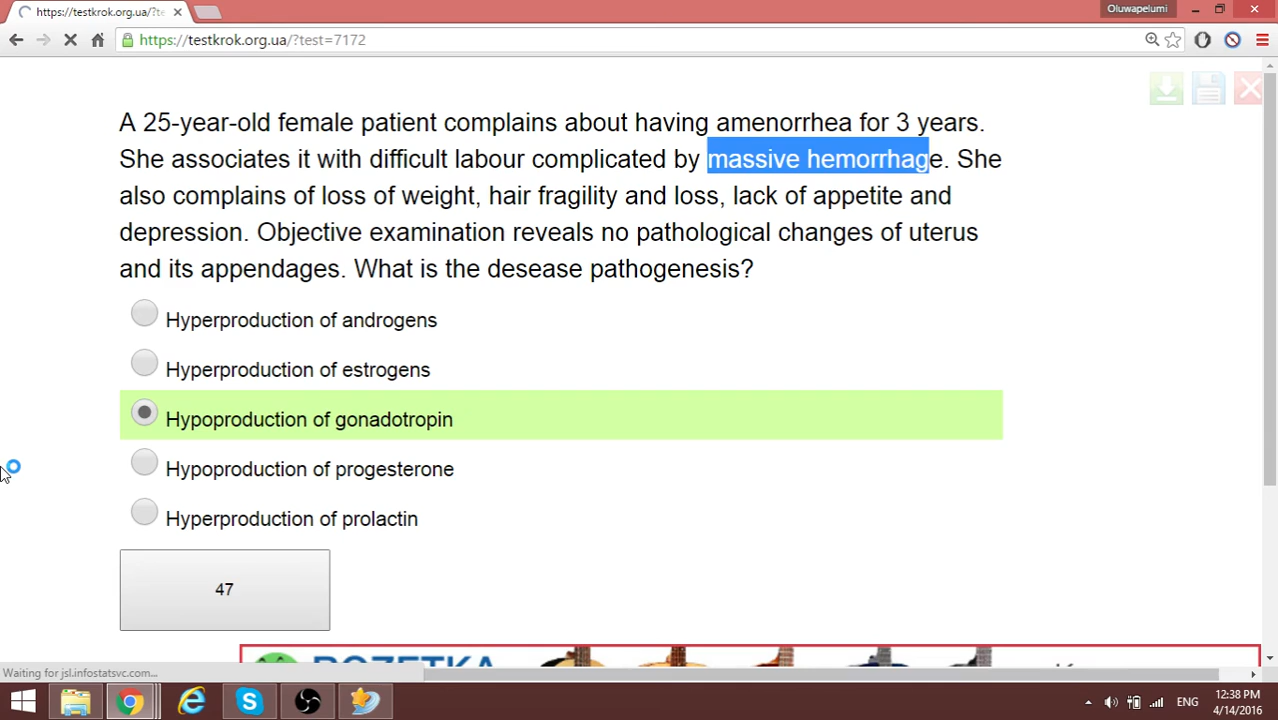 https://testkrok.org.ua/?te
Oluwapelumi
https://testkrok.org.ua/?test=7172
A 25-year-old female patient complains about having amenorrhea for 3 years.
She associates it with difficult labour complicated by massive hemorrhage. She
also complains of loss of weight, hair fragility and loss, lack of appetite and
depression. Objective examination reveals no pathological changes of uterus
and its appendages. What is the desease pathogenesis?
Hyperproduction of androgens
Hyperproduction of estrogens
Hypoproduction of gonadotropin
Hypoproduction of progesterone
Hyperproduction of prolactin
47
ROZETKA
Waiting for jsl.infostatsvc.com...
ENG
12:38 PM
4/14/2016